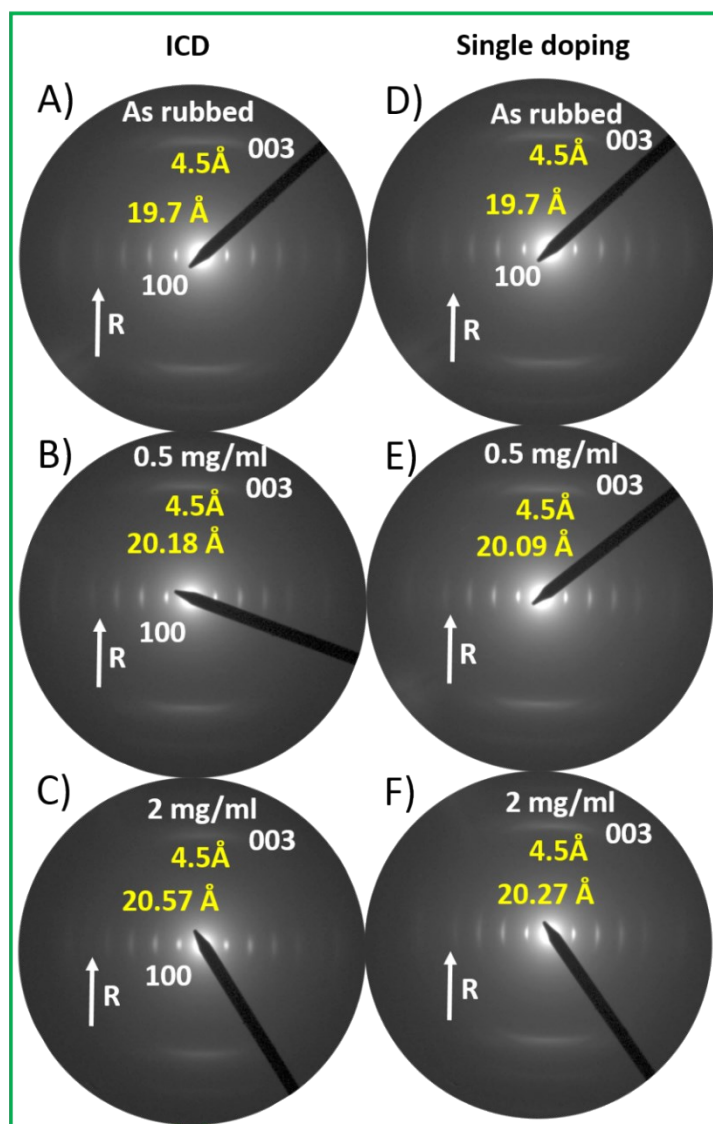 ICD
Single doping
A)
As rubbed
003
4.5Å
19.7 Å
100
R
D)
As rubbed
003
4.5Å
19.7 Å
100
R
B)
0.5 mg/ml
003
4.5Å
20.18 Å
100
R
E)
0.5 mg/ml
003
4.5Å
20.09 Å
R
C)
2 mg/ml
003
4.5Å
20.57 Å
100
R
F)
2 mg/ml
003
4.5Å
20.27 Å
R